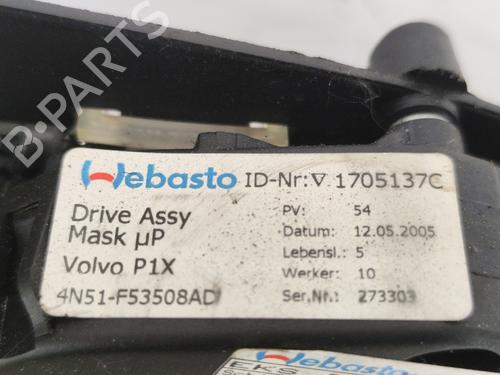 B-PARTS
Webasto ID-Nr:∇ 1705137C
Drive Assy PV: 54
Mask µP Datum: 12.05.2005
Volvo P1X Lebensl.: 5
Werker: 10
4N51-F53508AD Ser.Nr.: 273303
Webasto
EKS